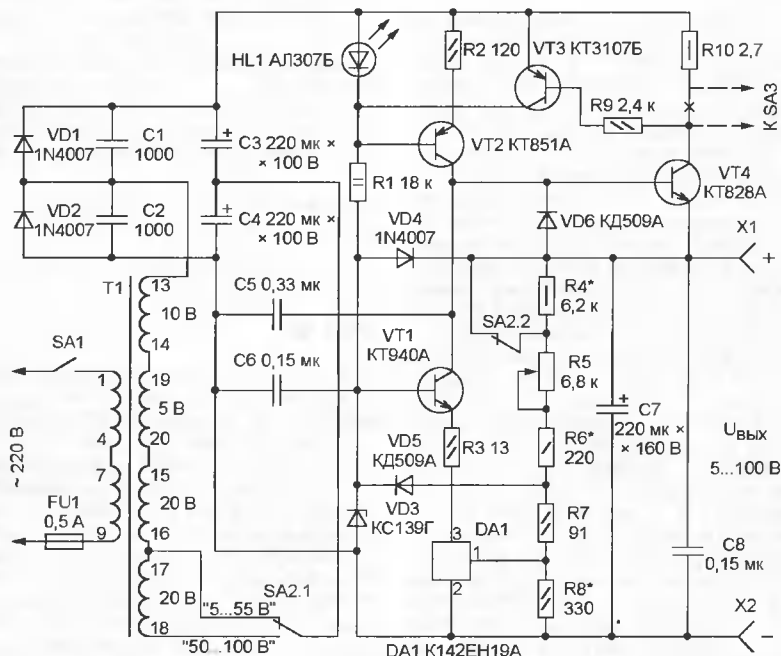 HL1 АЛ307Б
R2 120
VT3 КТ3107Б
R10 2,7
К SA3
R9 2,4 к
VD1
1N4007
C1
1000
C3 220 мк ×
× 100 В
VT2 КТ851А
VT4
КТ828А
VD2
1N4007
C2
1000
C4 220 мк ×
× 100 В
R1 18 к
VD4
1N4007
VD6 КД509А
X1
+
T1
13
10 В
14
C5 0,33 мк
R4*
6,2 к
SA2.2
SA1
VT1
КТ940А
C6 0,15 мк
R5
6,8 к
1
19
5 В
20
4
C7
220 мк ×
× 160 В
Uвых
5...100 В
~ 220 В
7
15
20 В
16
R3 13
VD5
КД509А
R6*
220
FU1
0,5 А
9
VD3
КС139Г
3
DA1
1
2
R7
91
C8
0,15 мк
17
20 В
18
SA2.1
"5...55 В"
"50...100 В"
R8*
330
X2
–
DA1 К142ЕН19А